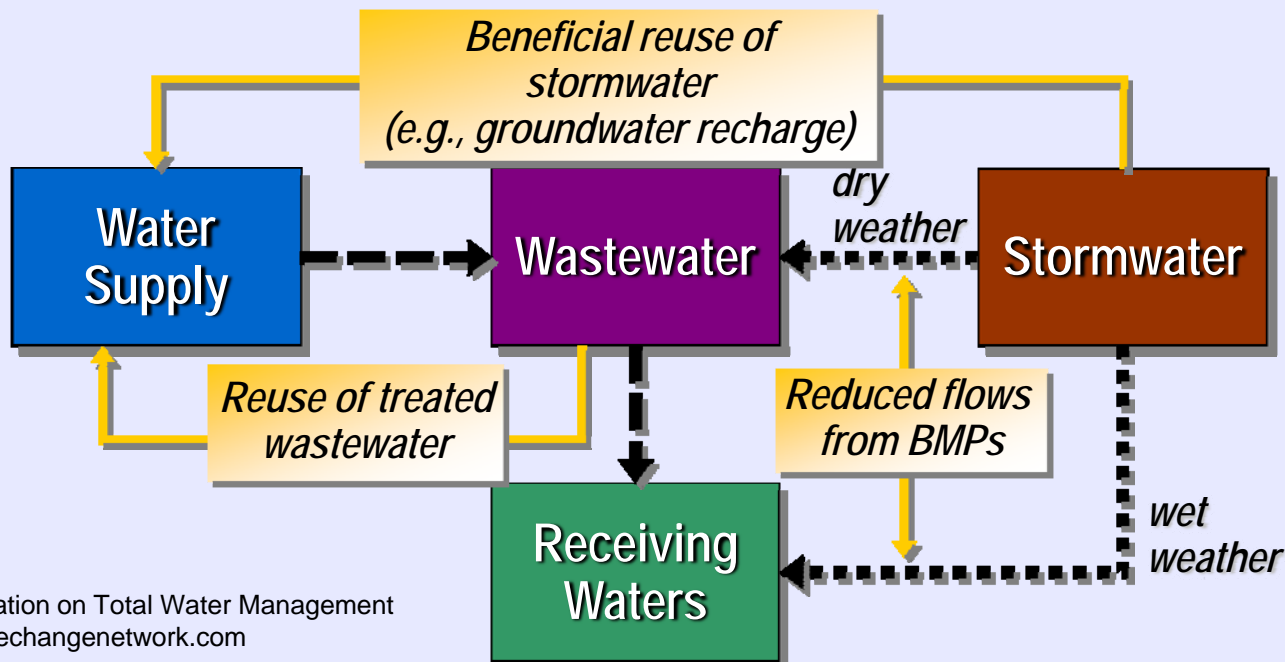 Beneficial reuse of
stormwater
(e.g., groundwater recharge)
Water
Supply
Wastewater
dry
weather
Stormwater
Reuse of treated
wastewater
Reduced flows
from BMPs
Receiving
Waters
wet
weather
ation on Total Water Management
echangenetwork.com